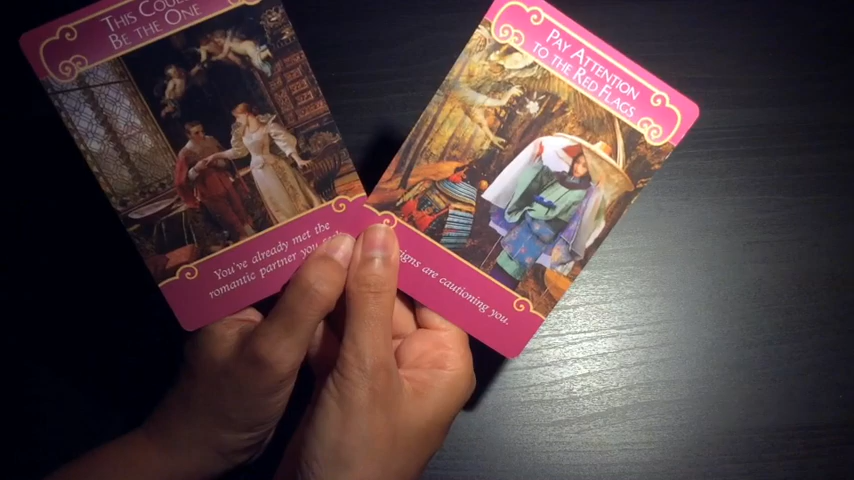 THIS COULD
BE THE ONE
You've already met the
romantic partner you
PAY ATTENTION
TO THE RED FLAGS
are cautioning you.